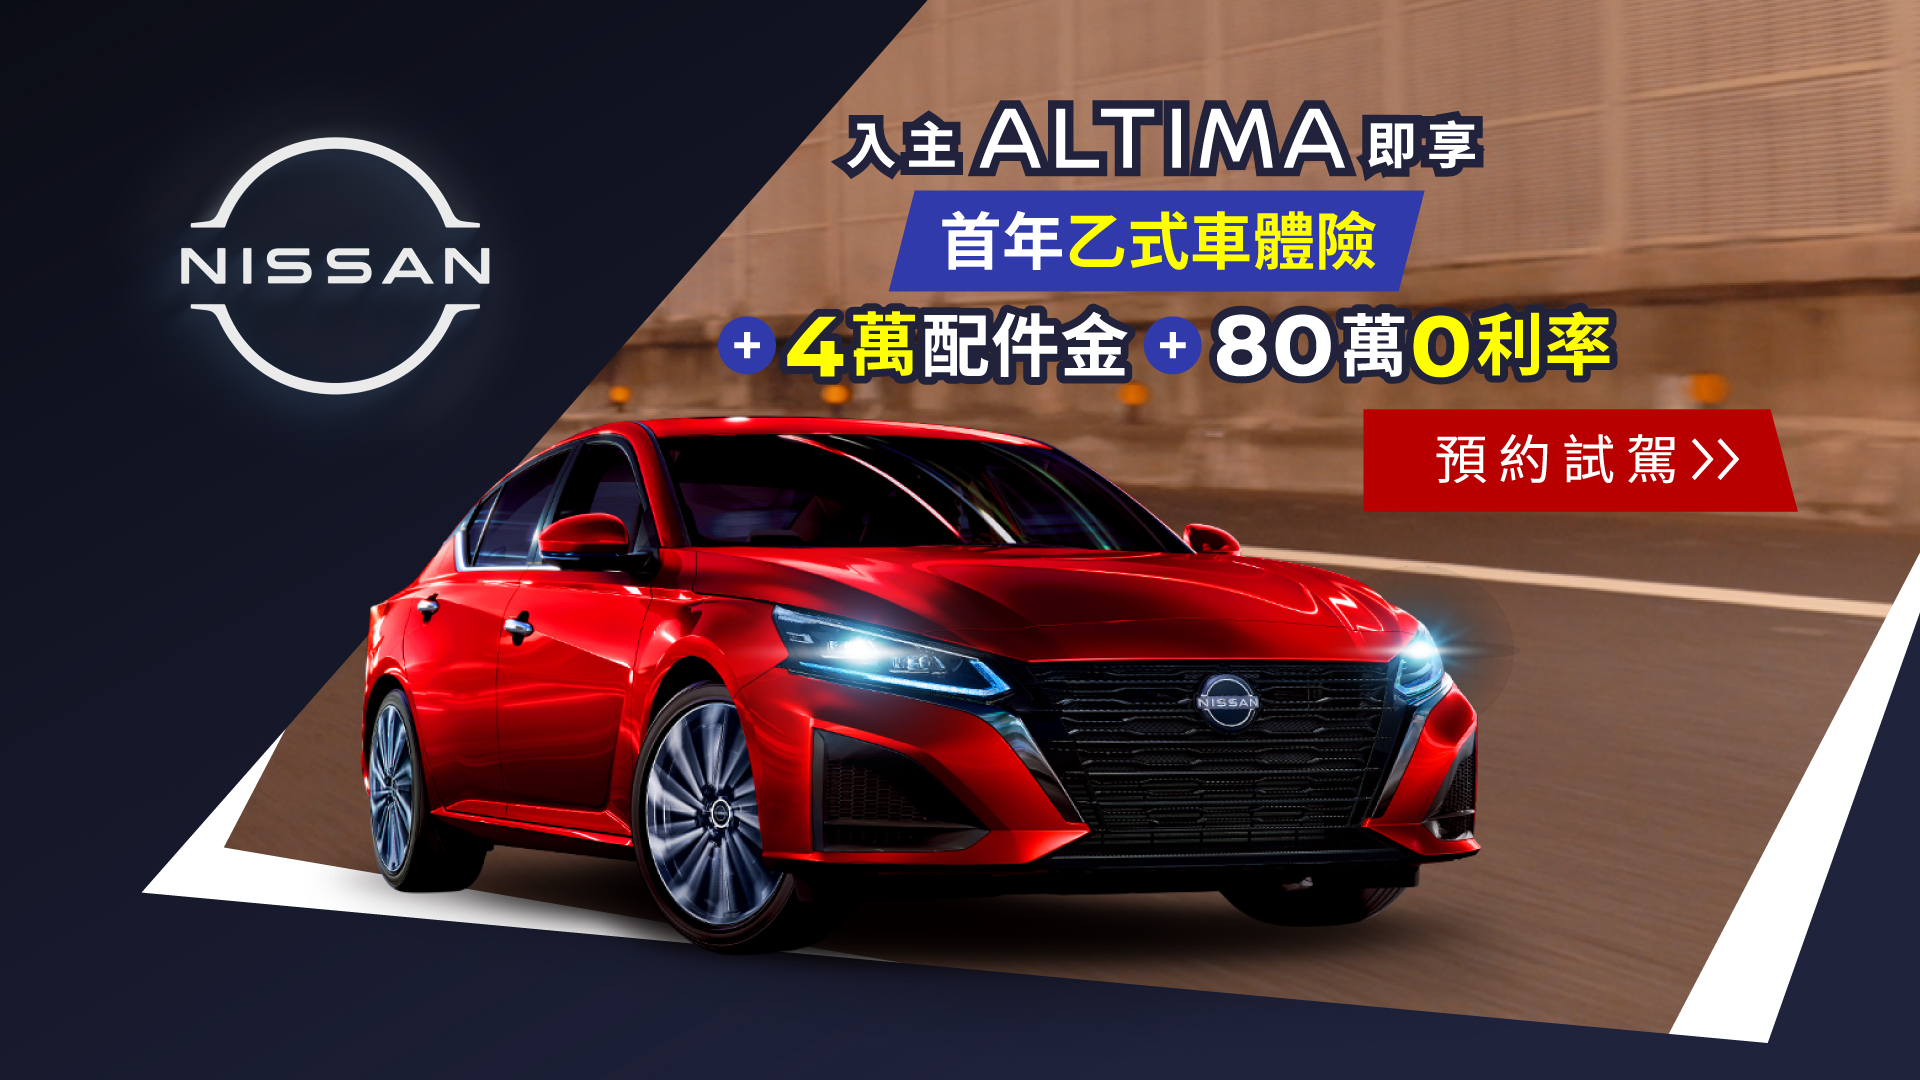 NISSAN
入主 ALTIMA 即享
首年乙式車體險
+ 4萬配件金 + 80萬0利率
預約試駕>>
NISSAN